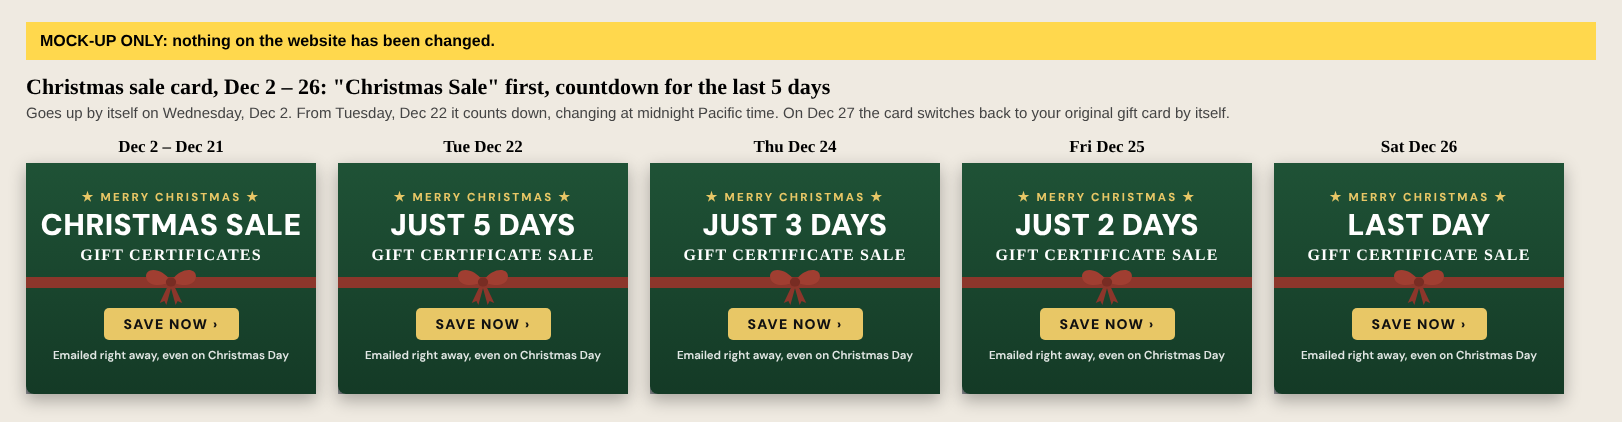 MOCK-UP ONLY: nothing on the website has been changed.
Christmas sale card, Dec 2 – 26: "Christmas Sale" first, countdown for the last 5 days
Goes up by itself on Wednesday, Dec 2. From Tuesday, Dec 22 it counts down, changing at midnight Pacific time. On Dec 27 the card switches back to your original gift card by itself.
Dec 2 – Dec 21
★ MERRY CHRISTMAS ★
CHRISTMAS SALE
GIFT CERTIFICATES
SAVE NOW ›
Emailed right away, even on Christmas Day
Tue Dec 22
★ MERRY CHRISTMAS ★
JUST 5 DAYS
GIFT CERTIFICATE SALE
SAVE NOW ›
Emailed right away, even on Christmas Day
Thu Dec 24
★ MERRY CHRISTMAS ★
JUST 3 DAYS
GIFT CERTIFICATE SALE
SAVE NOW ›
Emailed right away, even on Christmas Day
Fri Dec 25
★ MERRY CHRISTMAS ★
JUST 2 DAYS
GIFT CERTIFICATE SALE
SAVE NOW ›
Emailed right away, even on Christmas Day
Sat Dec 26
★ MERRY CHRISTMAS ★
LAST DAY
GIFT CERTIFICATE SALE
SAVE NOW ›
Emailed right away, even on Christmas Day